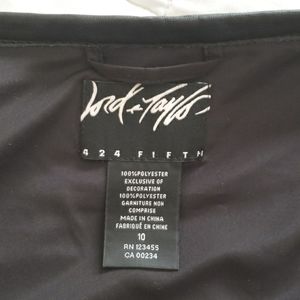 Lord & Taylor
424 FIFTH
100%POLYESTER
EXCLUSIVE OF
DECORATION
100%POLYESTER
GARNITURE NON
COMPRISE
MADE IN CHINA
FABRIQUÉ EN CHINE
10
RN 123455
CA 00234